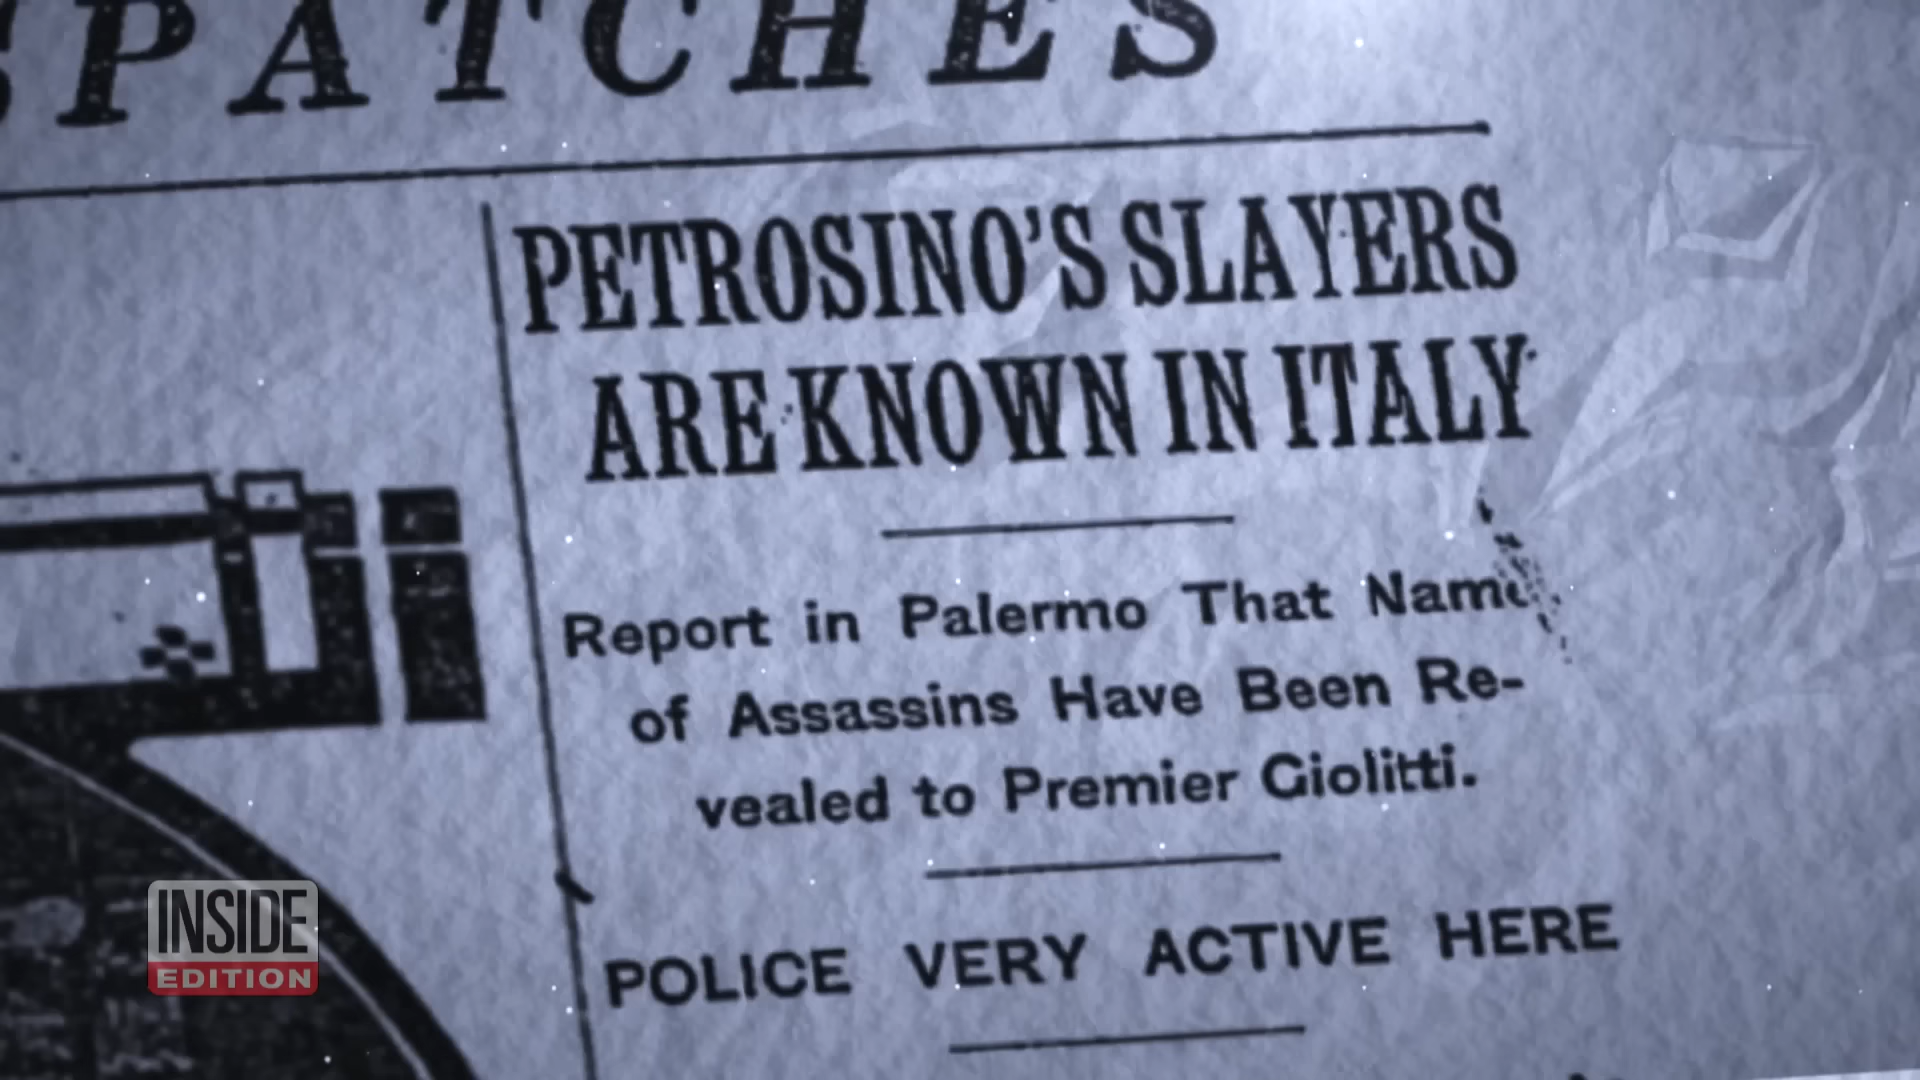 SPATCHES
PETROSINO'S SLAYERS
ARE KNOWN IN ITALY
Report in Palermo That Name
of Assassins Have Been Re-
vealed to Premier Giolitti.
POLICE VERY ACTIVE HERE
INSIDE
EDITION